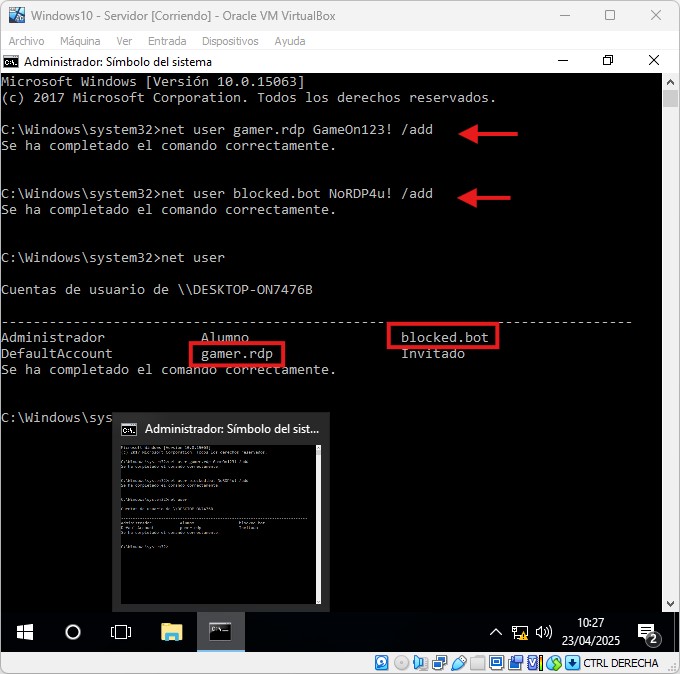 Windows10 - Servidor [Corriendo] - Oracle VM VirtualBox
Archivo Máquina Ver Entrada Dispositivos Ayuda
Administrador: Símbolo del sistema
Microsoft Windows [Versión 10.0.15063]
(c) 2017 Microsoft Corporation. Todos los derechos reservados.
C:\Windows\system32>net user gamer.rdp GameOn123! /add
Se ha completado el comando correctamente.
C:\Windows\system32>net user blocked.bot NoRDP4u! /add
Se ha completado el comando correctamente.
C:\Windows\system32>net user
Cuentas de usuario de \\DESKTOP-ON7476B
-------------------------------------------------------------------------------
Administrador Alumno blocked.bot
DefaultAccount gamer.rdp Invitado
Se ha completado el comando correctamente.
C:\Windows\sys
Administrador: Símbolo del sist...
10:27
23/04/2025
2
CTRL DERECHA